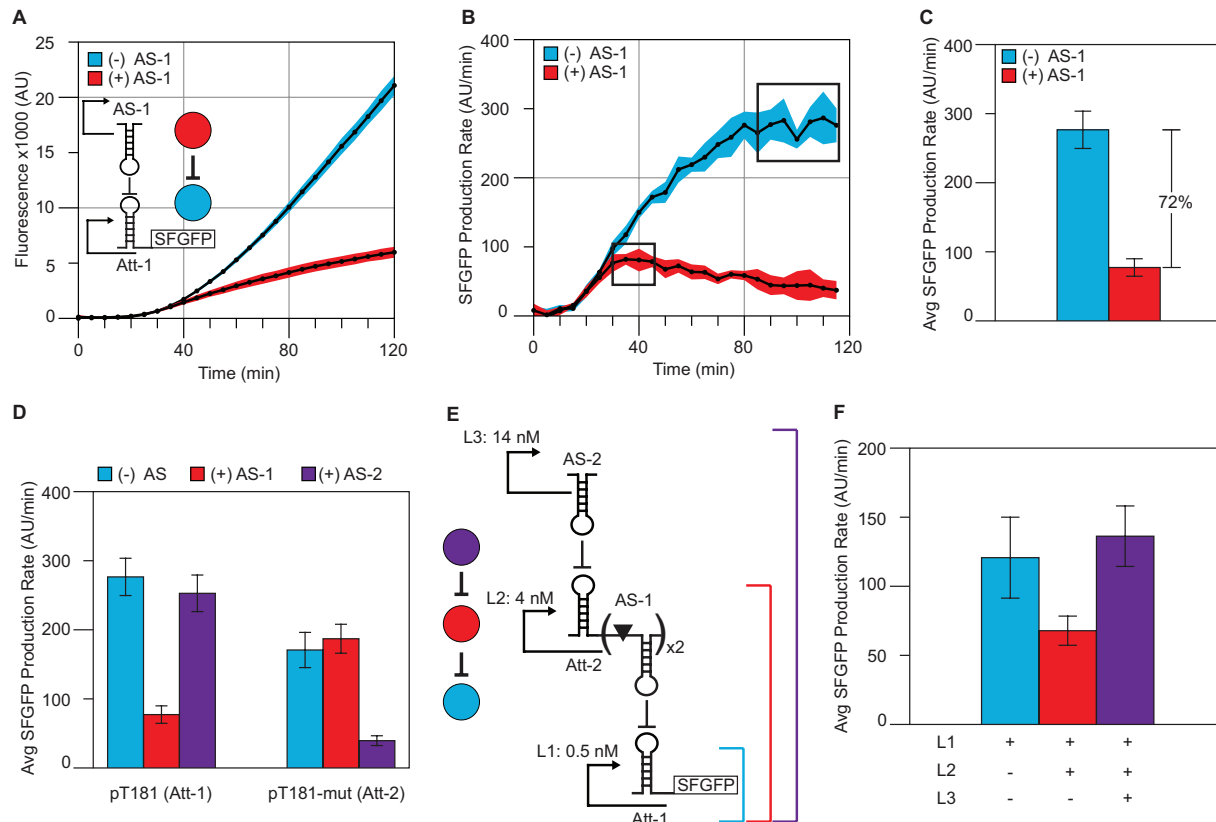 A
Fluorescence x1000 (AU)
25
20
15
10
5
0
(-) AS-1
(+) AS-1
AS-1
Att-1
SFGFP
0
40
80
120
Time (min)
B
SFGFP Production Rate (AU/min)
400
300
200
100
0
(-) AS-1
(+) AS-1
0
40
80
120
Time (min)
C
Avg SFGFP Production Rate (AU/min)
400
300
200
100
0
(-) AS-1
(+) AS-1
72%
D
(-) AS
(+) AS-1
(+) AS-2
Avg SFGFP Production Rate (AU/min)
400
300
200
100
0
pT181 (Att-1)
pT181-mut (Att-2)
E
L3: 14 nM
AS-2
L2: 4 nM
AS-1
( ) x2
Att-2
L1: 0.5 nM
SFGFP
Att-1
F
Avg SFGFP Production Rate (AU/min)
200
150
100
50
0
L1 + + +
L2 - + +
L3 - - +